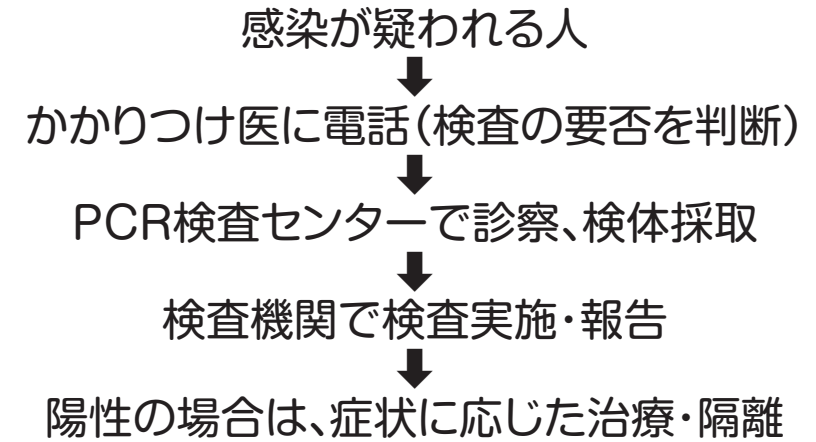 感染が疑われる人
⬇
かかりつけ医に電話(検査の要否を判断)
⬇
PCR検査センターで診察、検体採取
⬇
検査機関で検査実施・報告
⬇
陽性の場合は、症状に応じた治療・隔離